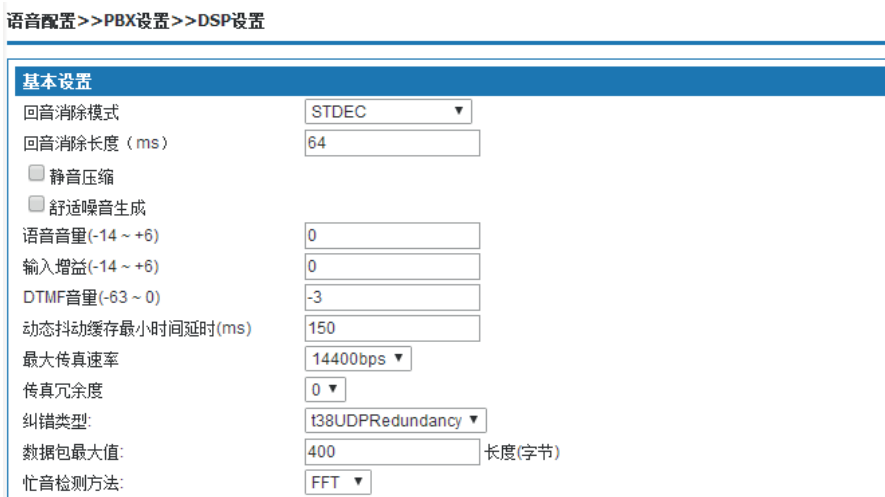 语音配置>>PBX设置>>DSP设置
基本设置
回音消除模式 STDEC
回音消除长度（ms） 64
静音压缩
舒适噪音生成
语音音量(-14 ~ +6) 0
输入增益(-14 ~ +6) 0
DTMF音量(-63 ~ 0) -3
动态抖动缓存最小时间延时(ms) 150
最大传真速率 14400bps
传真冗余度 0
纠错类型: t38UDPRedundancy
数据包最大值: 400 长度(字节)
忙音检测方法: FFT